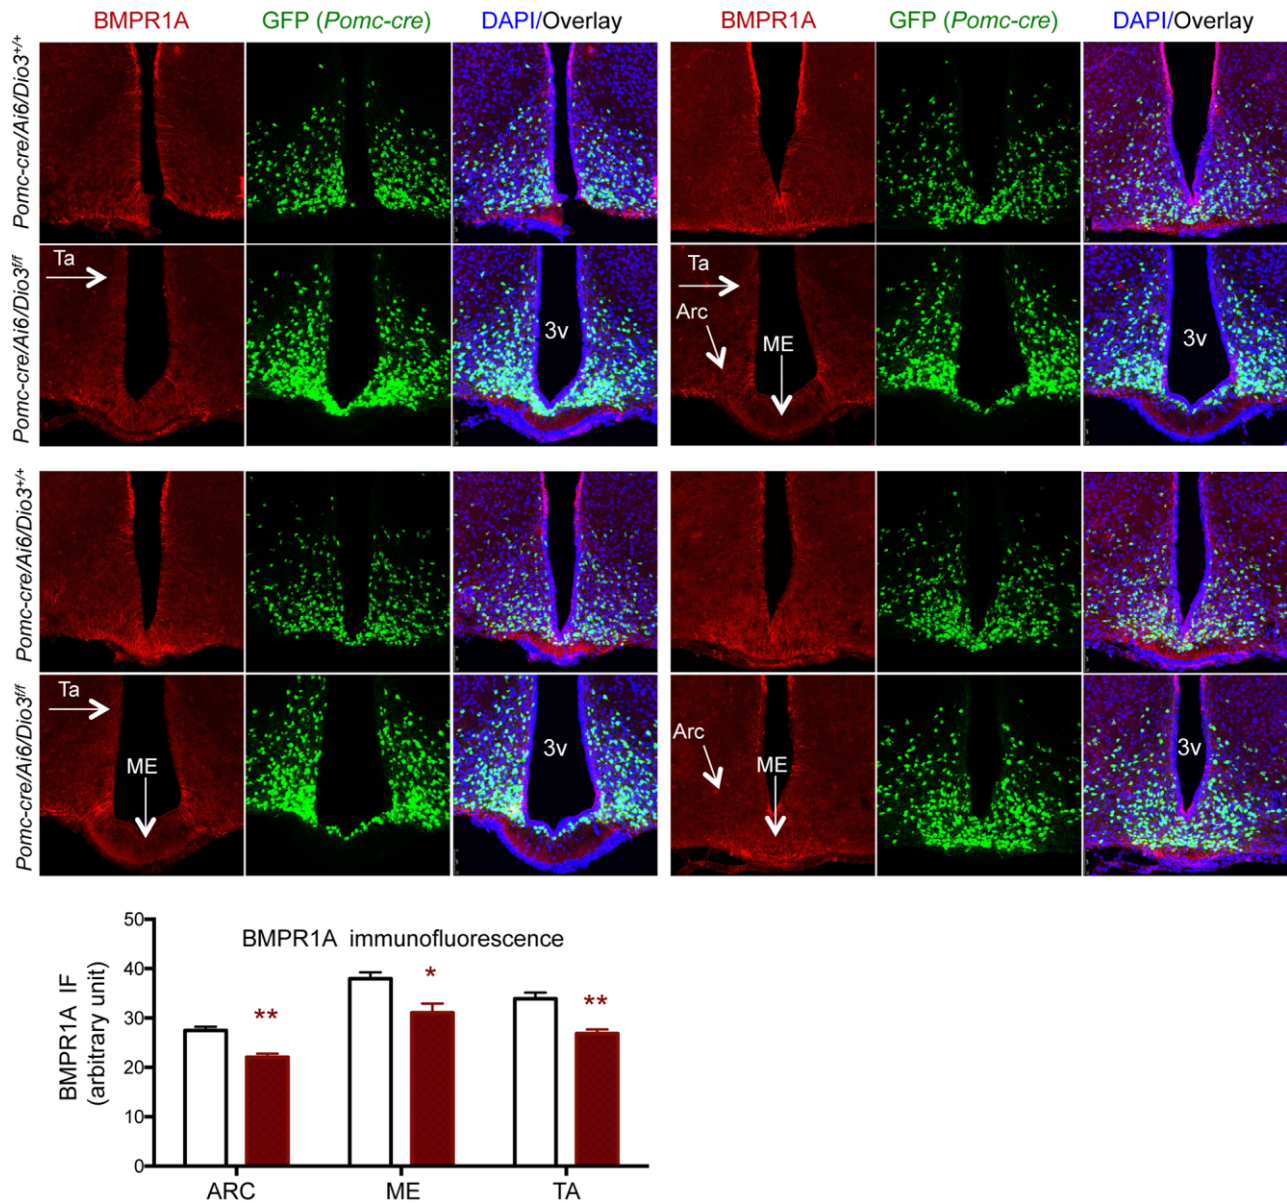 BMPR1A GFP (Pomc-cre) DAPI/Overlay BMPR1A GFP (Pomc-cre) DAPI/Overlay
Pomc-cre/Ai6/Dio3+/+
Pomc-cre/Ai6/Dio3f/f
Ta
3v
Ta
Arc
ME
3v
Pomc-cre/Ai6/Dio3+/+
Pomc-cre/Ai6/Dio3f/f
Ta
ME
3v
Arc
ME
3v
BMPR1A immunofluorescence
BMPR1A IF
(arbitrary unit)
50
40
30
20
10
0
**
*
**
ARC ME TA